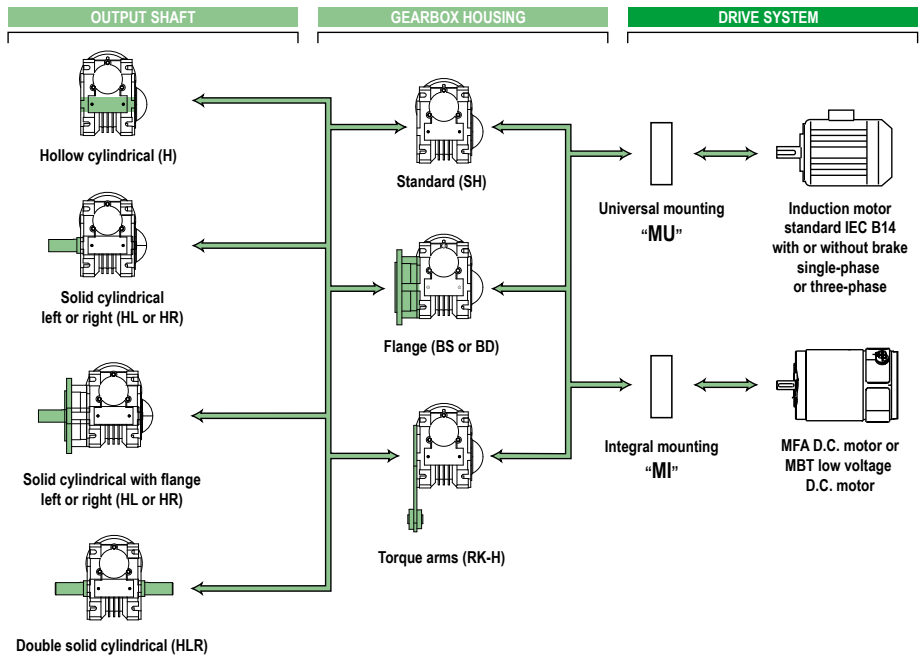 OUTPUT SHAFT
GEARBOX HOUSING
DRIVE SYSTEM
Hollow cylindrical (H)
Solid cylindrical
left or right (HL or HR)
Solid cylindrical with flange
left or right (HL or HR)
Double solid cylindrical (HLR)
Standard (SH)
Flange (BS or BD)
Torque arms (RK-H)
Universal mounting
“MU”
Integral mounting
“MI”
Induction motor
standard IEC B14
with or without brake
single-phase
or three-phase
MFA D.C. motor or
MBT low voltage
D.C. motor